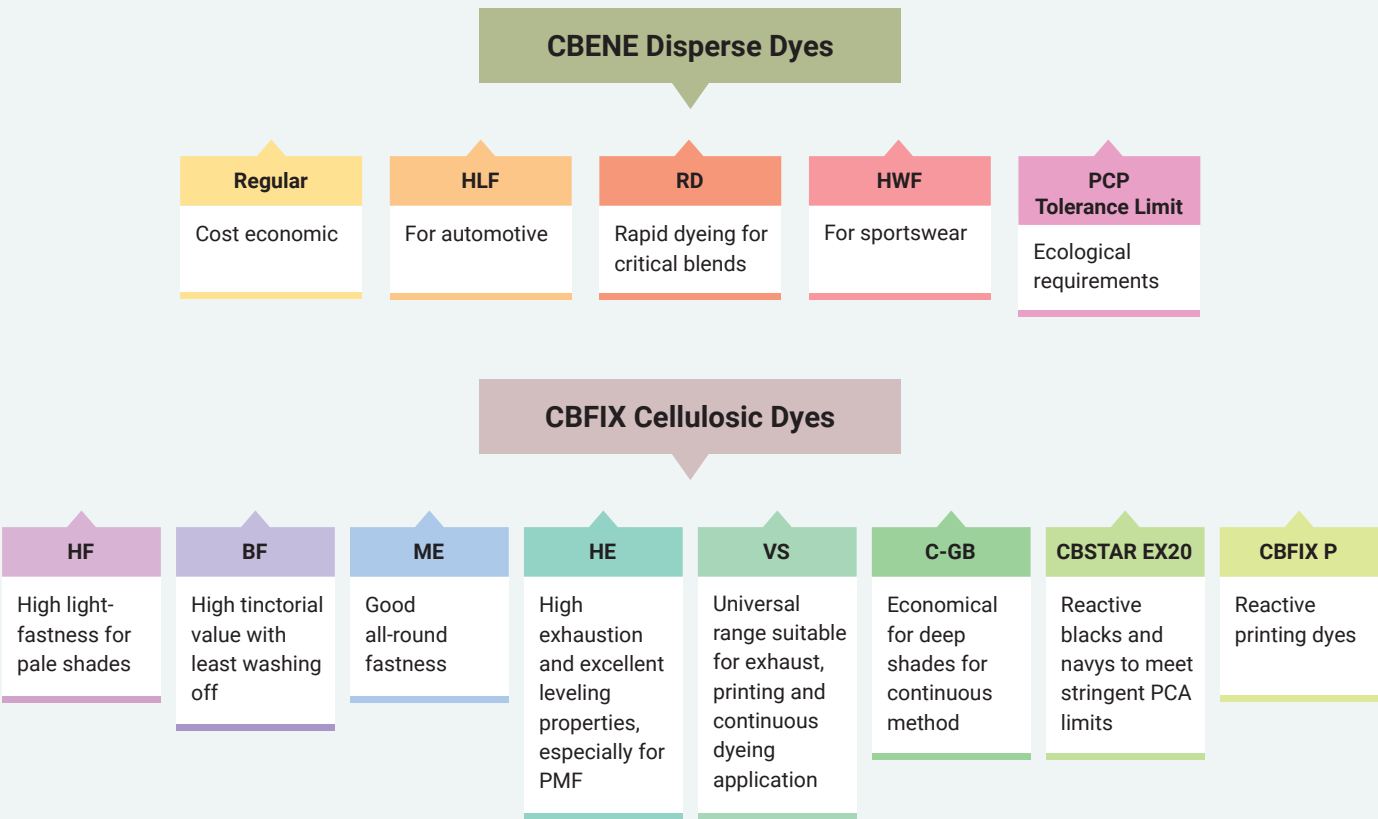 CBENE Disperse Dyes
Regular
Cost economic
HLF
For automotive
RD
Rapid dyeing for
critical blends
HWF
For sportswear
PCP
Tolerance Limit
Ecological
requirements
CBFIX Cellulosic Dyes
HF
High light-
fastness for
pale shades
BF
High tinctorial
value with
least washing
off
ME
Good
all-round
fastness
HE
High
exhaustion
and excellent
leveling
properties,
especially for
PMF
VS
Universal
range suitable
for exhaust,
printing and
continuous
dyeing
application
C-GB
Economical
for deep
shades for
continuous
method
CBSTAR EX20
Reactive
blacks and
navys to meet
stringent PCA
limits
CBFIX P
Reactive
printing dyes